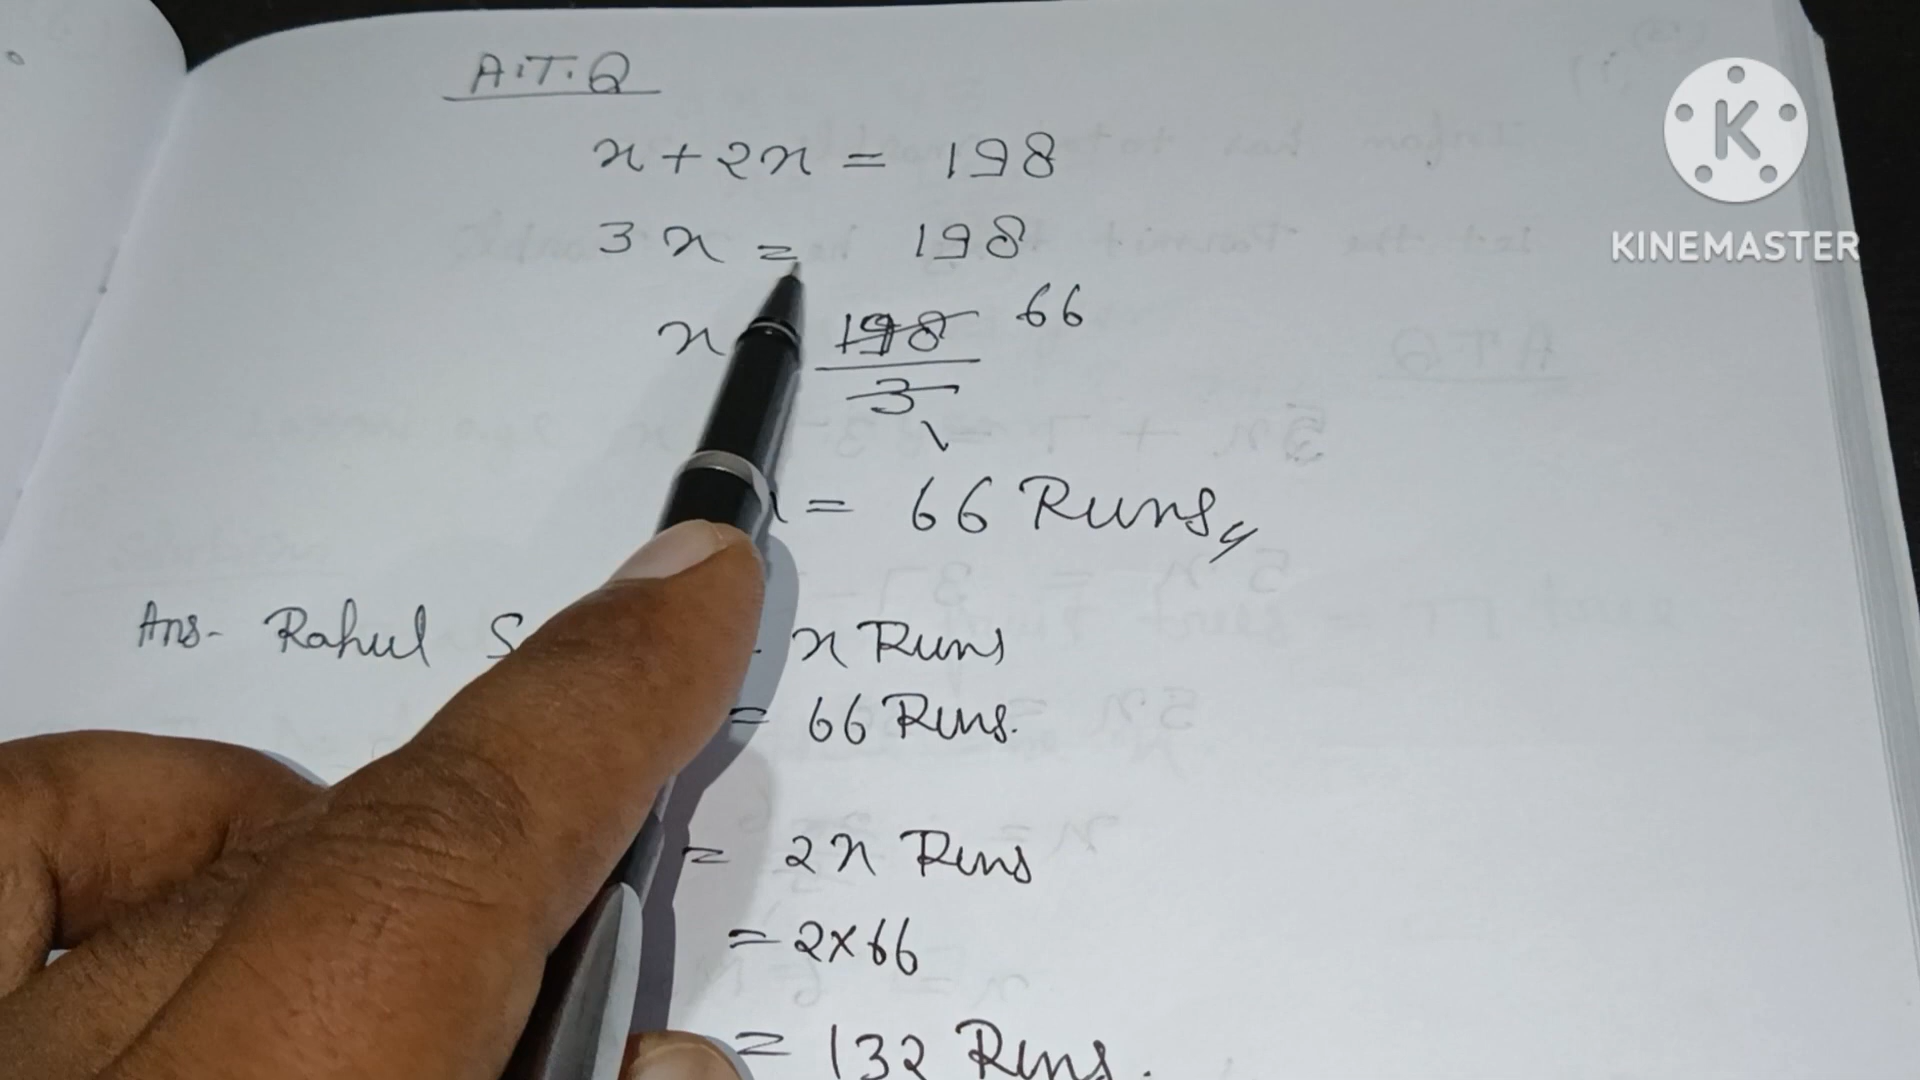 A.T.Q
x + 2x = 198
3x = 198
x 198 66
3
1
= 66 Runs
Ans- Rahul = x Runs
= 66 Runs.
= 2x Runs
= 2×66
= 132 Runs.
KINEMASTER